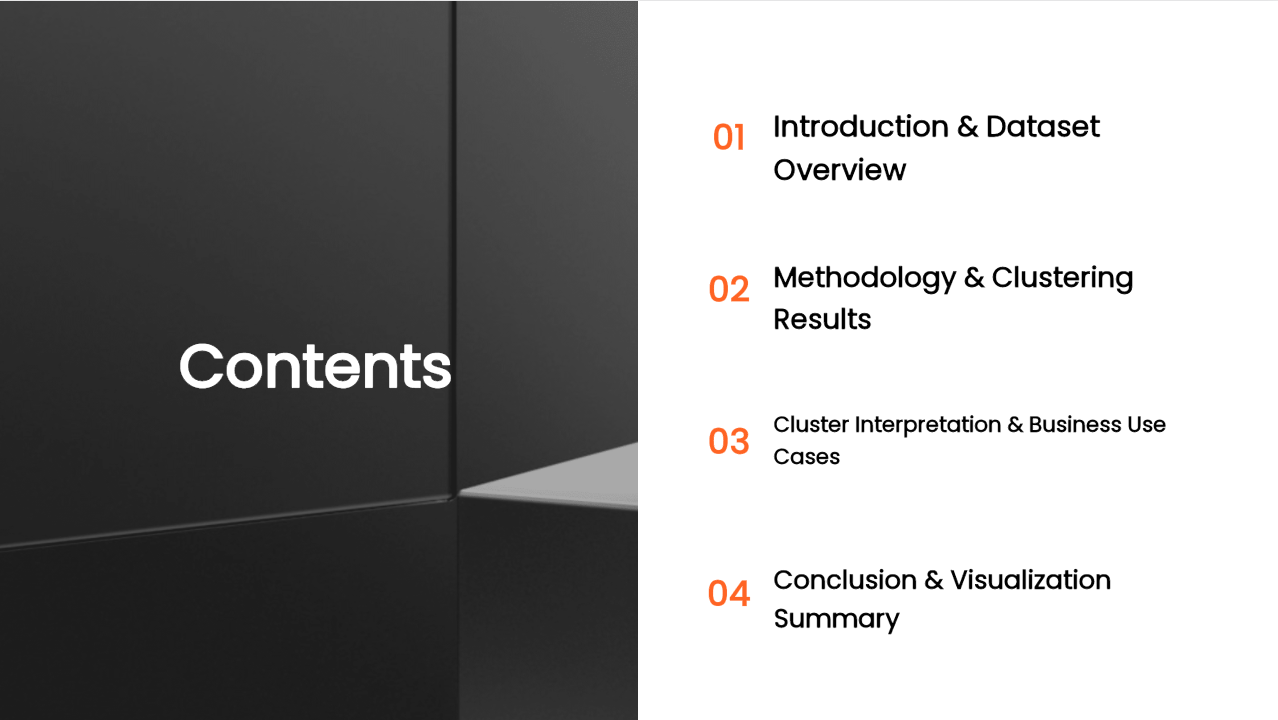 Contents
01
Introduction & Dataset
Overview
02
Methodology & Clustering
Results
03
Cluster Interpretation & Business Use
Cases
04
Conclusion & Visualization
Summary